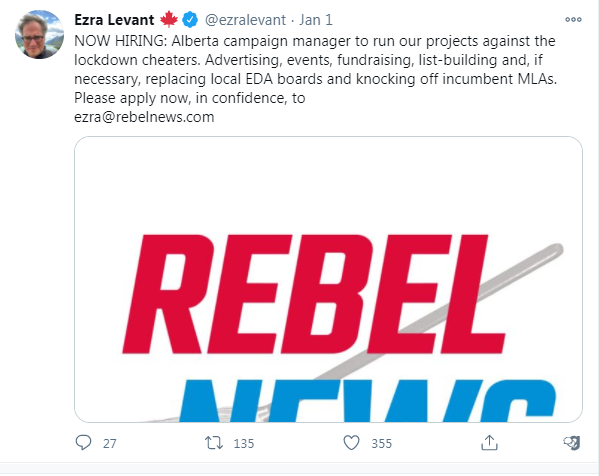 Ezra Levant @ezralevant · Jan 1
NOW HIRING: Alberta campaign manager to run our projects against the
lockdown cheaters. Advertising, events, fundraising, list-building and, if
necessary, replacing local EDA boards and knocking off incumbent MLAs.
Please apply now, in confidence, to
ezra@rebelnews.com
REBEL
NEWS
27 135 355